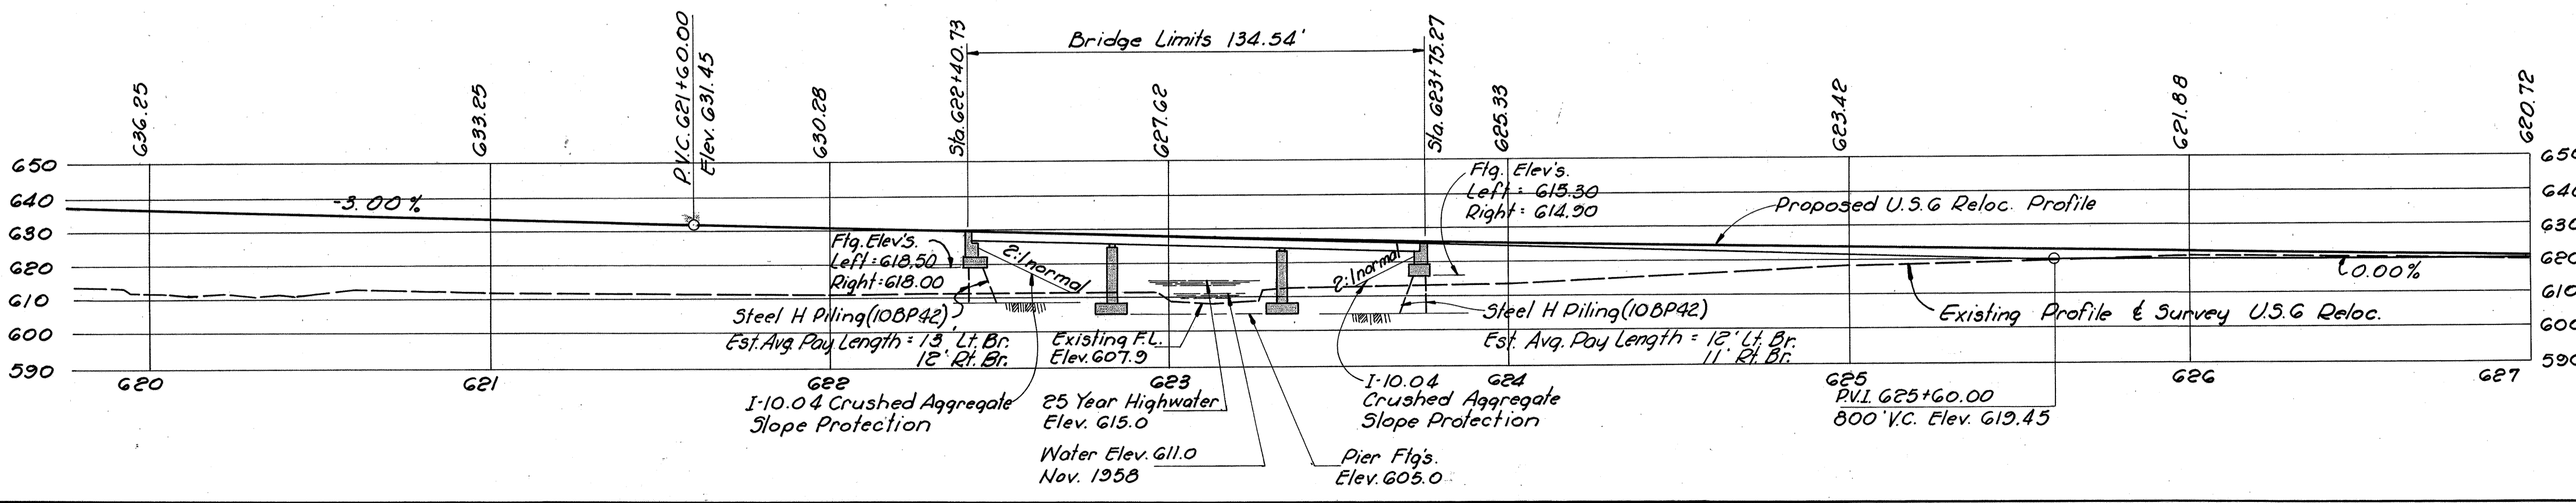 Bridge Limits 134.54'
636.25
633.25
P.V.C. 621+60.00
Elev. 631.45
630.28
Sta. 622+40.73
627.62
Sta. 623+75.27
625.33
623.42
621.88
620.72
650
640
630
620
610
600
590
650
640
630
620
610
600
590
-3.00%
Ftg. Elev's.
Left = 618.50
Right = 618.00
2:1 normal
2:1 normal
Ftg. Elev's.
Left = 615.30
Right = 614.90
Proposed U.S.6 Reloc. Profile
0.00%
Existing Profile & Survey U.S.6 Reloc.
Steel H Piling (10BP42)
Est. Avg. Pay Length = 13' Lt. Br.
12' Rt. Br.
Existing F.L.
Elev. 607.9
Steel H Piling (10BP42)
Est. Avg. Pay Length = 12' Lt. Br.
11' Rt. Br.
620
621
622
623
624
625
626
627
I-10.04 Crushed Aggregate
Slope Protection
25 Year Highwater
Elev. 615.0
Water Elev. 611.0
Nov. 1958
I-10.04
Crushed Aggregate
Slope Protection
Pier Ftg's.
Elev. 605.0
P.V.I. 625+60.00
800' V.C. Elev. 619.45